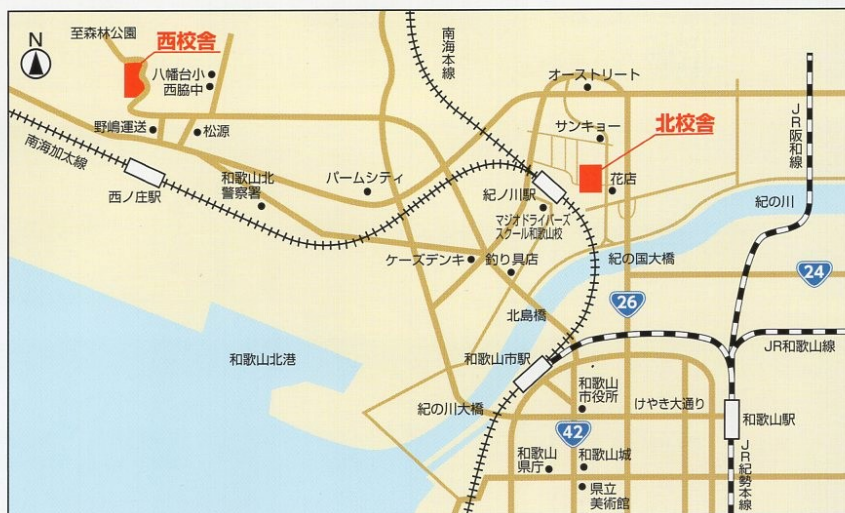 N
至森林公園
西校舎
八幡台小
西脇中
野嶋運送
松源
南海加太線
西ノ庄駅
和歌山北
警察署
パームシティ
南海本線
オーストリート
サンキョー
北校舎
花店
紀ノ川駅
マジオドライバーズ
スクール和歌山校
JR阪和線
紀の川
ケーズデンキ
釣り具店
紀の国大橋
26
24
北島橋
和歌山北港
和歌山市駅
JR和歌山線
紀の川大橋
和歌山
市役所
けやき大通り
和歌山駅
42
和歌山
県庁
和歌山城
県立
美術館
JR紀勢本線